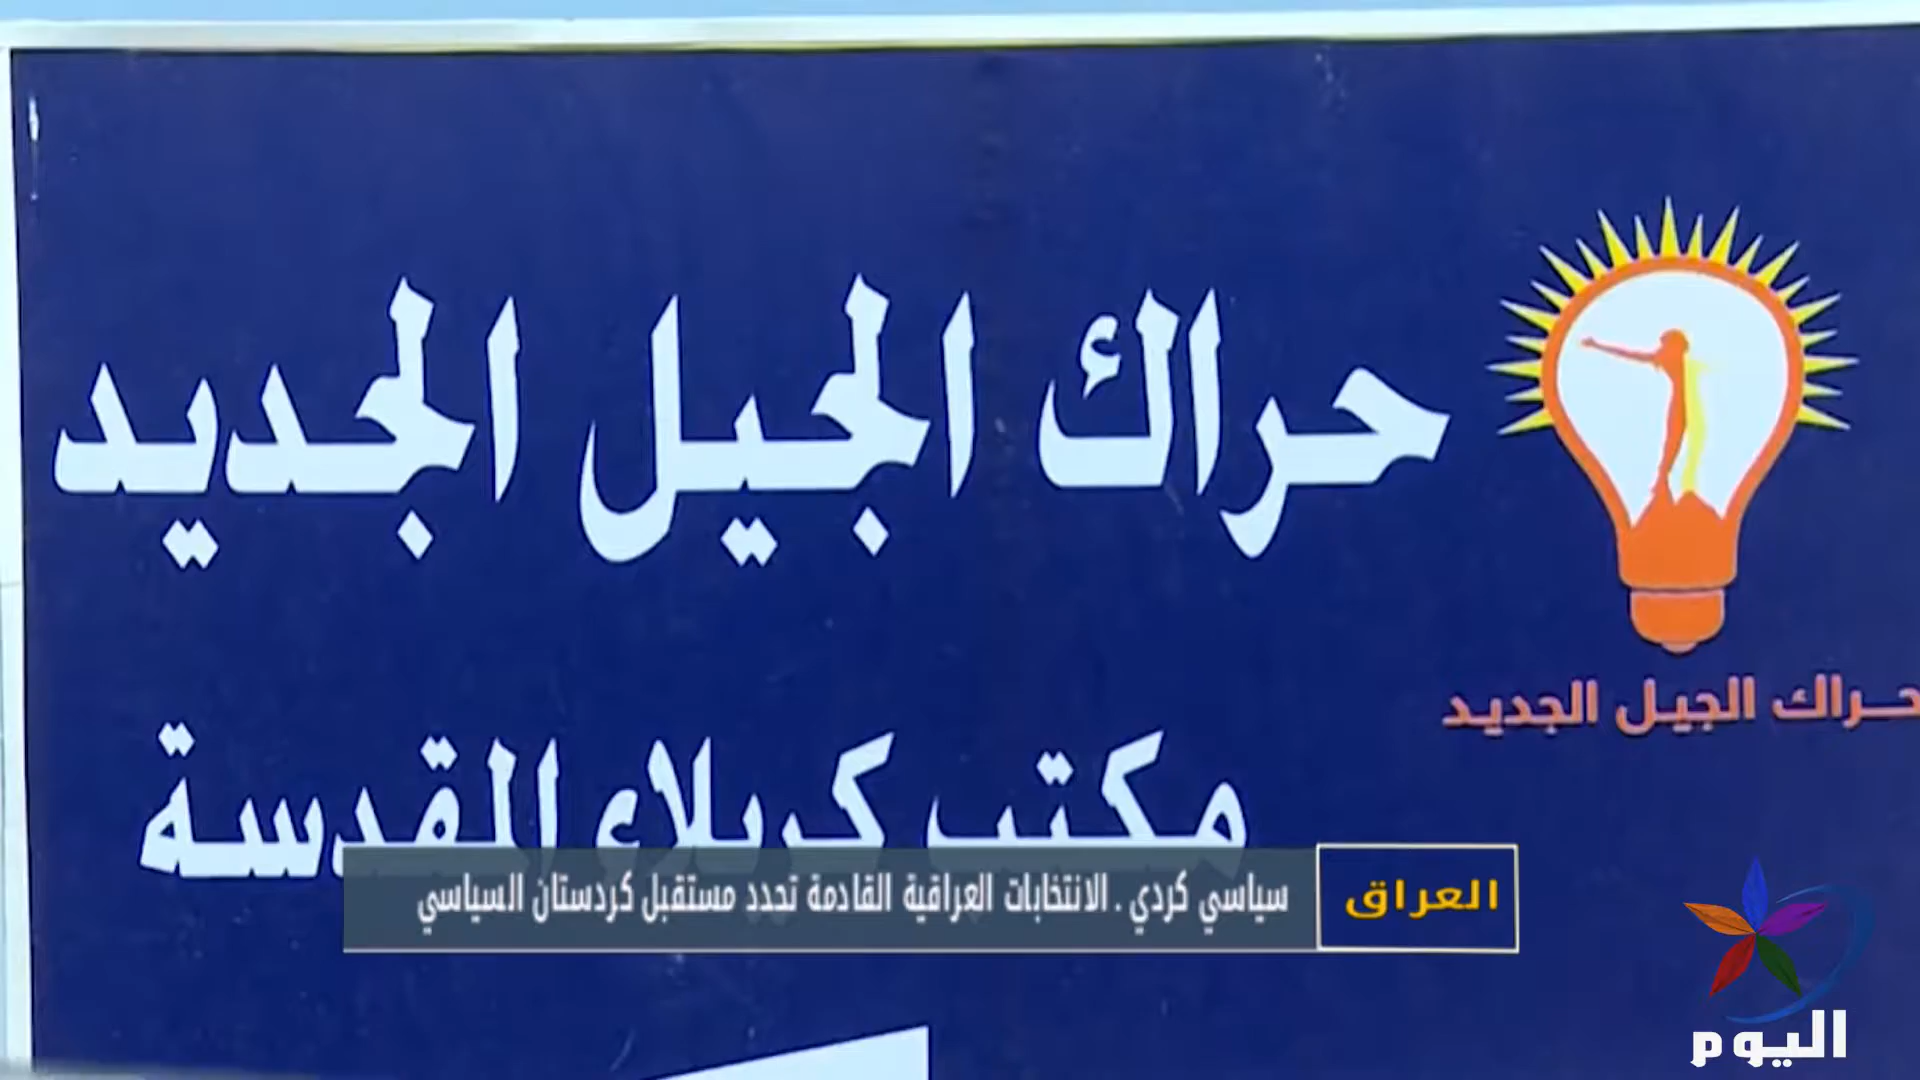 حراك الجيل الجديد
حراك الجيل الجديد
مكتب كربلاء المقدسة
العراق
سياسي كردي . الانتخابات العراقية القادمة تحدد مستقبل كردستان السياسي
اليوم